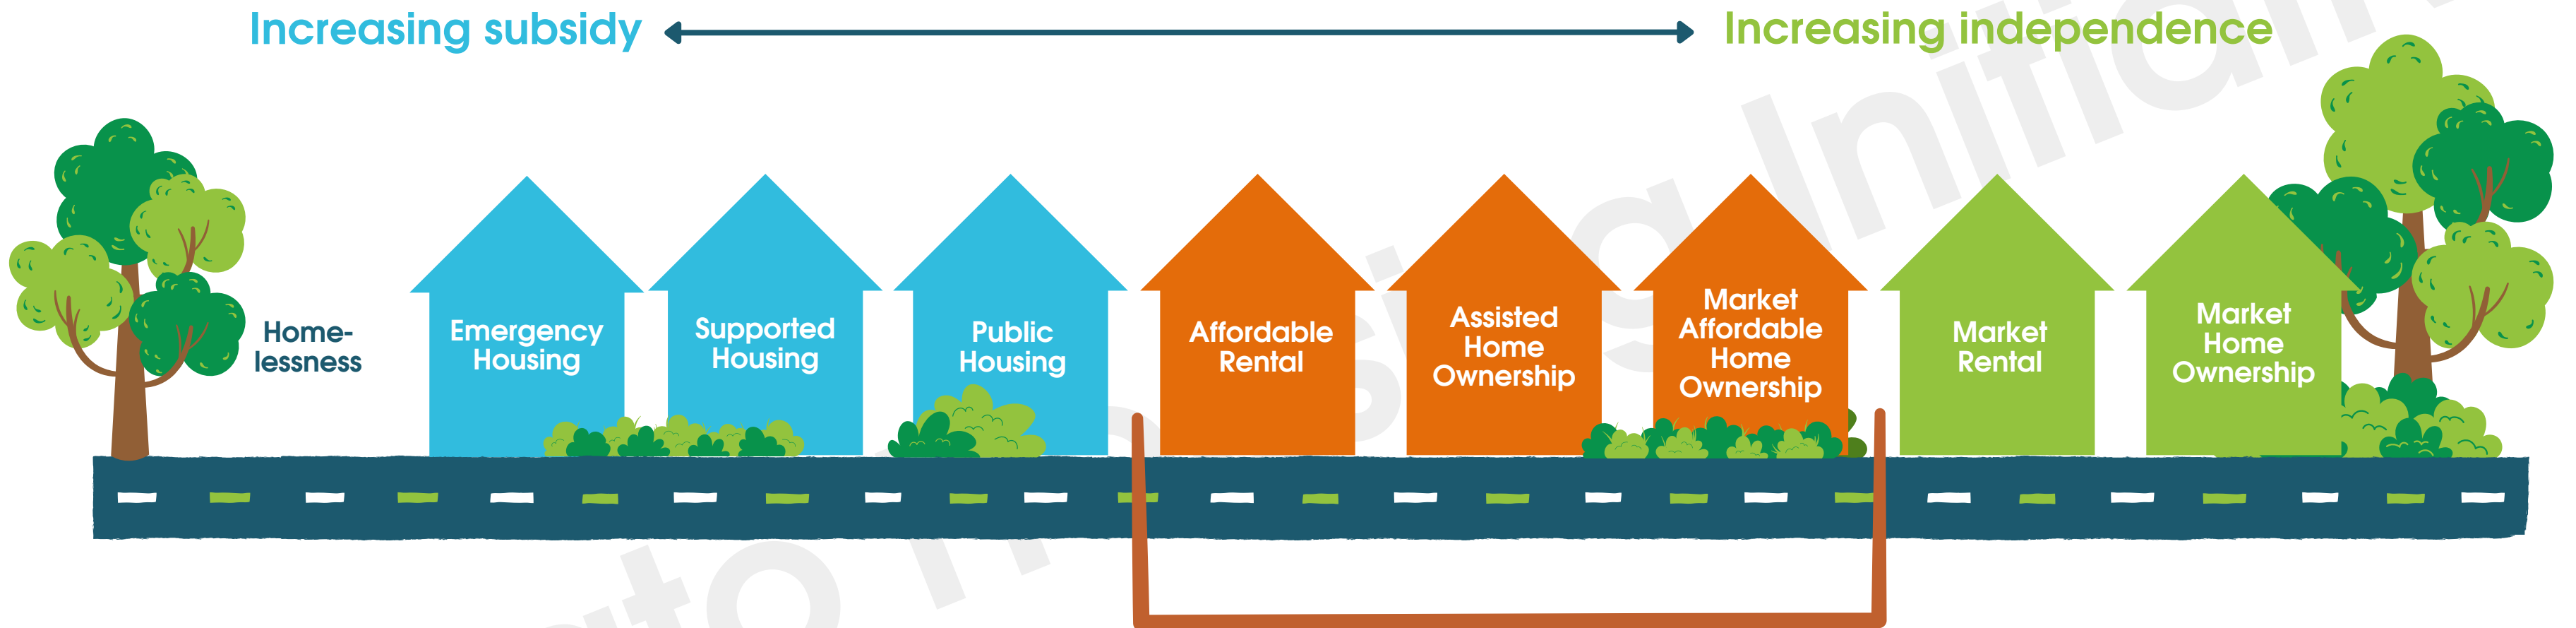 Increasing subsidy
Increasing independence
Home-
lessness
Emergency
Housing
Supported
Housing
Public
Housing
Affordable
Rental
Assisted
Home
Ownership
Market
Affordable
Home
Ownership
Market
Rental
Market
Home
Ownership